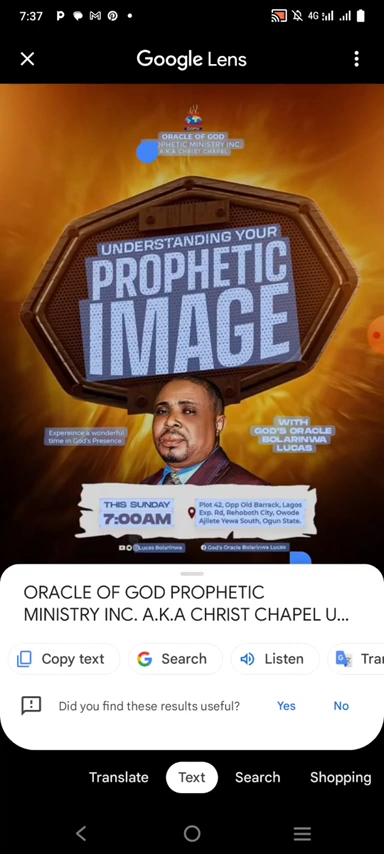 7:37
4G
Google Lens
ORACLE OF GOD
PROPHETIC MINISTRY INC.
A.K.A CHRIST CHAPEL
UNDERSTANDING YOUR
PROPHETIC
IMAGE
Expereince a wonderful
time in God's Presence
WITH
GOD'S ORACLE
BOLARINWA
LUCAS
THIS SUNDAY
7:00AM
Plot 42, Opp Old Barrack, Lagos
Exp. Rd, Rehoboth City, Owode
Ajilete Yewa South, Ogun State.
Lucas Bolarinwa
God's Oracle Bolarinwa Lucas
ORACLE OF GOD PROPHETIC
MINISTRY INC. A.K.A CHRIST CHAPEL U...
Copy text
Search
Listen
Tran
Did you find these results useful?
Yes
No
Translate
Text
Search
Shopping